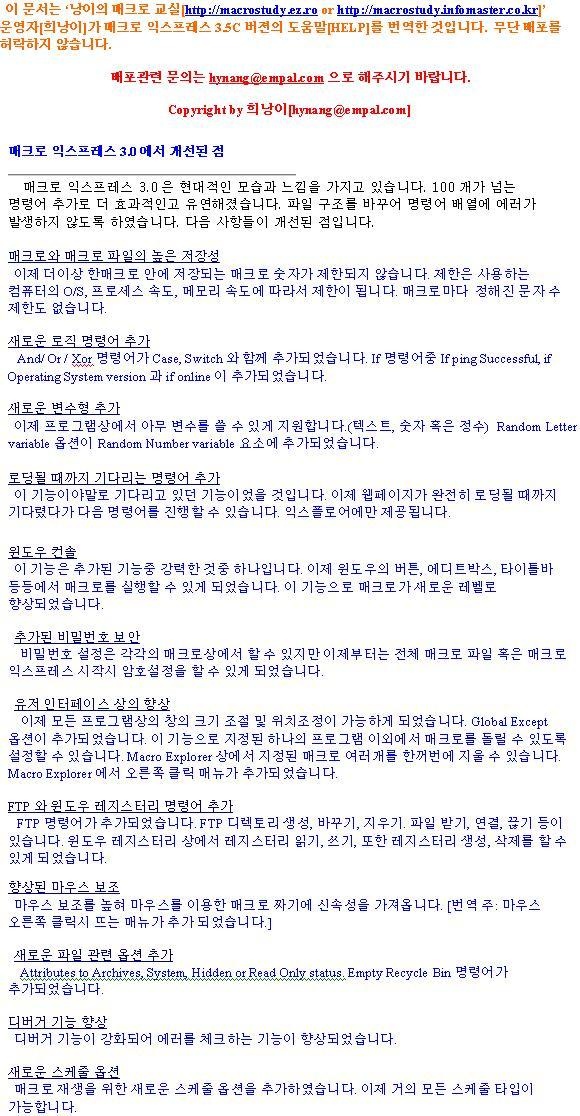 이 문서는 ‘낭이의 매크로 교실[http://macrostudy.ez.ro or http://macrostudy.infomaster.co.kr]’
운영자[희낭이]가 매크로 익스프레스 3.5C 버젼의 도움말[HELP]를 번역한 것입니다. 무단 배포를
허락하지 않습니다.
배포관련 문의는 hynang@empal.com 으로 해주시기 바랍니다.
Copyright by 희낭이[hynang@empal.com]
매크로 익스프레스 3.0에서 개선된 점
매크로 익스프레스 3.0은 현대적인 모습과 느낌을 가지고 있습니다. 100 개가 넘는
명령어 추가로 더 효과적인고 유연해졌습니다. 파일 구조를 바꾸어 명령어 배열에 에러가
발생하지 않도록 하였습니다. 다음 사항들이 개선된 점입니다.
매크로와 매크로 파일의 높은 저장성
이제 더이상 한매크로 안에 저장되는 매크로 숫자가 제한되지 않습니다. 제한은 사용하는
컴퓨터의 O/S, 프로세스 속도, 메모리 속도에 따라서 제한이 됩니다. 매크로마다 정해진 문자 수
제한도 없습니다.
새로운 로직 명령어 추가
And/ Or / Xor 명령어가 Case, Switch 와 함께 추가되었습니다. If 명령어중 If ping Successful, if
Operating System version 과 if online 이 추가되었습니다.
새로운 변수형 추가
이제 프로그램상에서 아무 변수를 쓸 수 있게 지원합니다.(텍스트, 숫자 혹은 정수) Random Letter
variable 옵션이 Random Number variable 요소에 추가되었습니다.
로딩될 때까지 기다리는 명령어 추가
이 기능이야말로 기다리고 있던 기능이었을 것입니다. 이제 웹페이지가 완전히 로딩될 때까지
기다렸다가 다음 명령어를 진행할 수 있습니다. 익스플로어에만 제공됩니다.
윈도우 컨솔
이 기능은 추가된 기능중 강력한 것중 하나입니다. 이제 윈도우의 버튼, 에디트박스, 타이틀바
등등에서 매크로를 실행할 수 있게 되었습니다. 이 기능으로 매크로가 새로운 레벨로
향상되었습니다.
추가된 비밀번호 보안
비밀번호 설정은 각각의 매크로상에서 할 수 있지만 이제부터는 전체 매크로 파일 혹은 매크로
익스프레스 시작시 암호설정을 할 수 있게 되었습니다.
유저 인터페이스 상의 향상
이제 모든 프로그램상의 창의 크기 조절 및 위치조정이 가능하게 되었습니다. Global Except
옵션이 추가되었습니다. 이 기능으로 지정된 하나의 프로그램 이외에서 매크로를 돌릴 수 있도록
설정할 수 있습니다. Macro Explorer 상에서 지정된 매크로 여러개를 한꺼번에 지울 수 있습니다.
Macro Explorer 에서 오른쪽 클릭 매뉴가 추가되었습니다.
FTP 와 윈도우 레지스터리 명령어 추가
FTP 명령어가 추가되었습니다. FTP 디렉토리 생성, 바꾸기, 지우기. 파일 받기, 연결, 끊기 등이
있습니다. 윈도우 레지스터리 상에서 레지스터리 읽기, 쓰기, 또한 레지스터리 생성, 삭제를 할 수
있게 되었습니다.
향상된 마우스 보조
마우스 보조를 높혀 마우스를 이용한 매크로 짜기에 신속성을 가져옵니다. [번역 주: 마우스
오른쪽 클릭시 뜨는 매뉴가 추가 되었습니다.]
새로운 파일 관련 옵션 추가
Attributes to Archives, System, Hidden or Read Only status. Empty Recycle Bin 명령어가
추가되었습니다.
디버거 기능 향상
디버거 기능이 강화되어 에러를 체크하는 기능이 향상되었습니다.
새로운 스케줄 옵션
매크로 재생을 위한 새로운 스케줄 옵션을 추가하였습니다. 이제 거의 모든 스케줄 타입이
가능합니다.